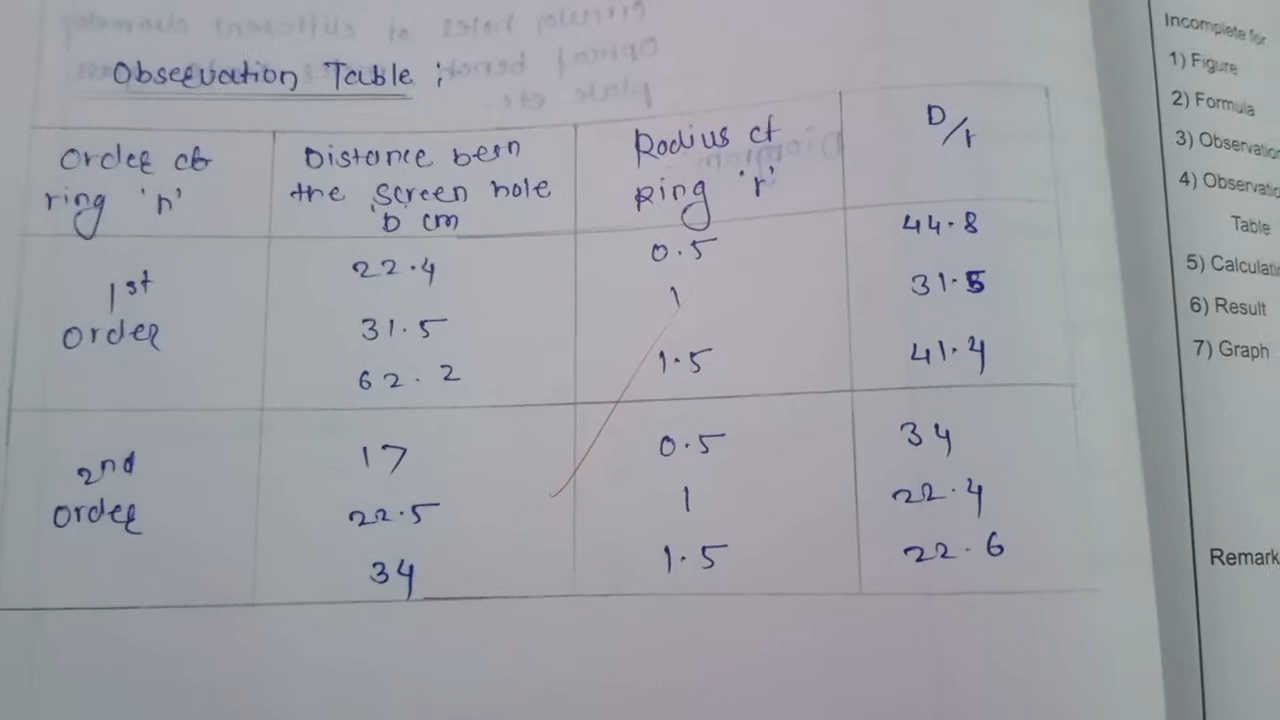 Observation Table :
Order of ring 'n'
Distance betn the screen hole 'D' cm
Radius of ring 'r'
D/r
1st order
22.4
0.5
44.8
31.5
1
31.5
62.2
1.5
41.4
2nd order
17
0.5
34
22.5
1
22.4
34
1.5
22.6
Incomplete for
1) Figure
2) Formula
3) Observation
4) Observatio
Table
5) Calculati
6) Result
7) Graph
Remark